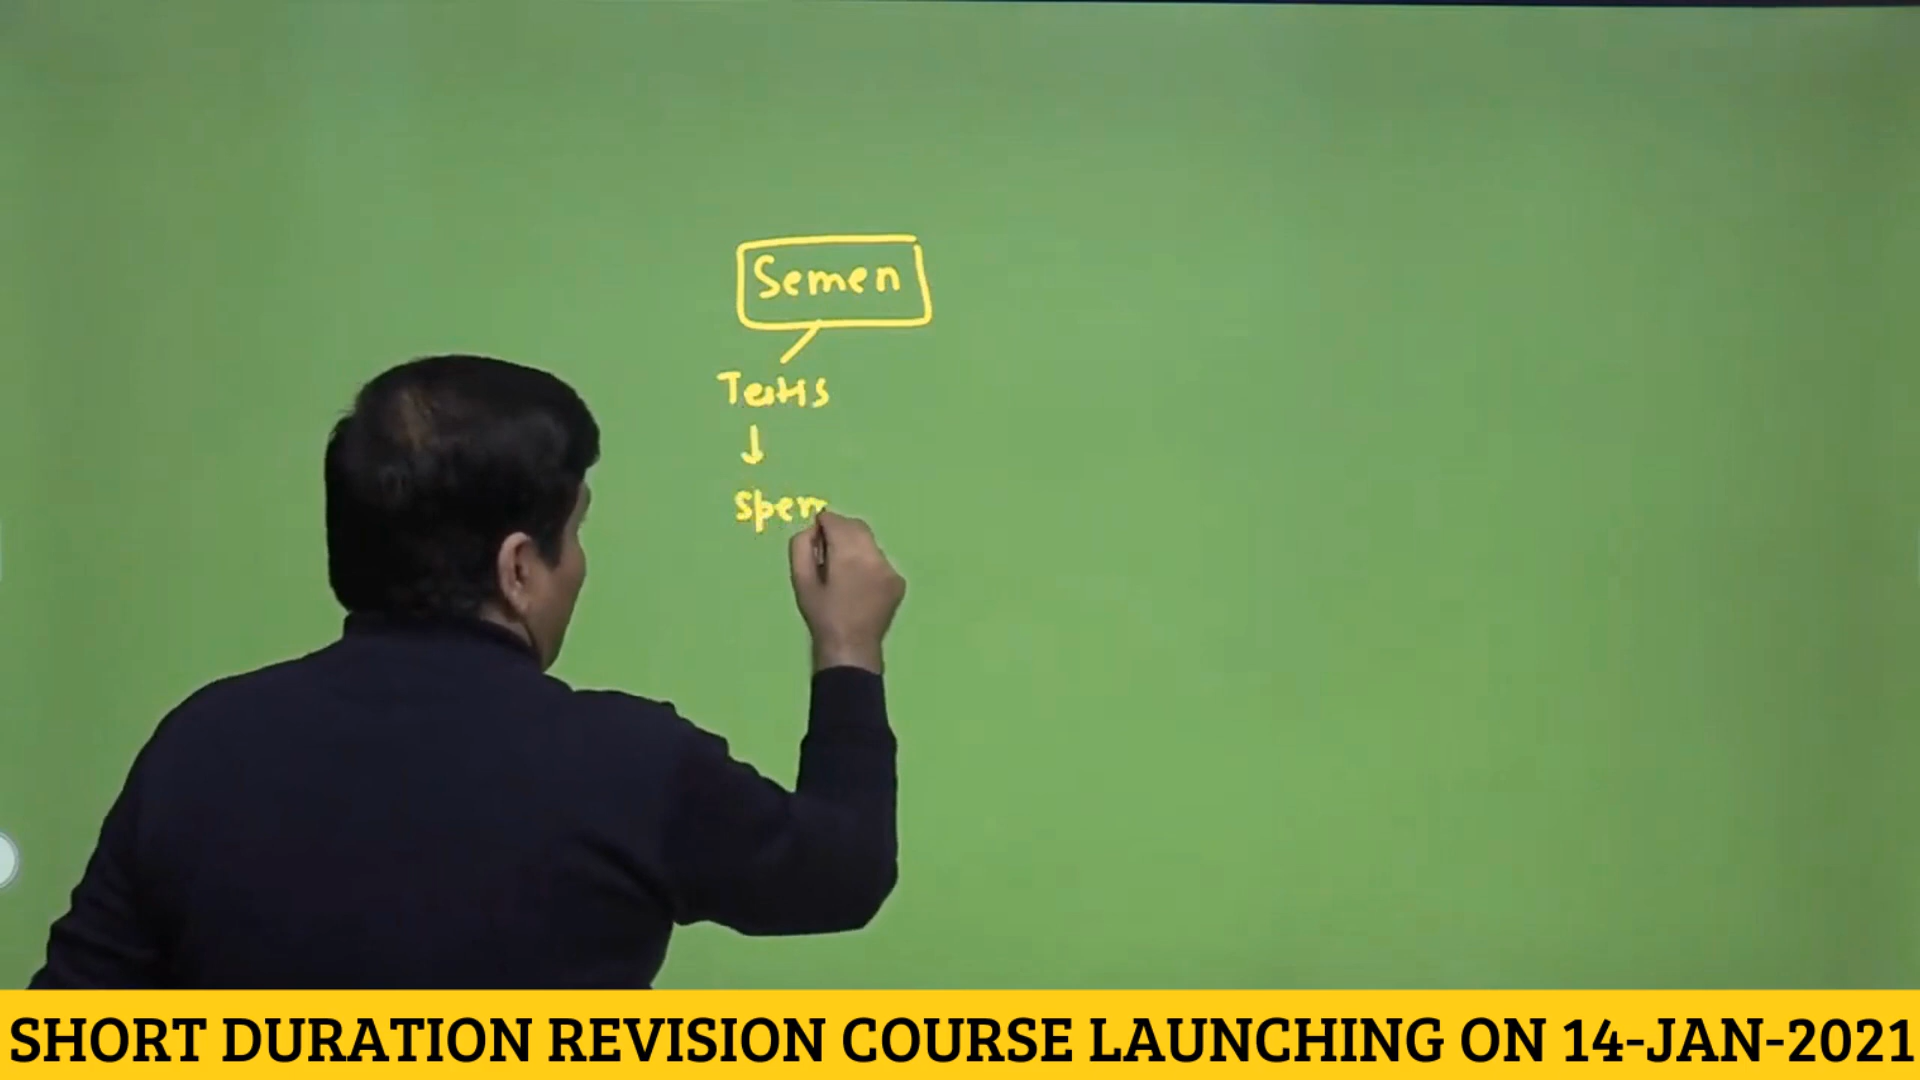 Semen
Testis
sperm
SHORT DURATION REVISION COURSE LAUNCHING ON 14-JAN-2021